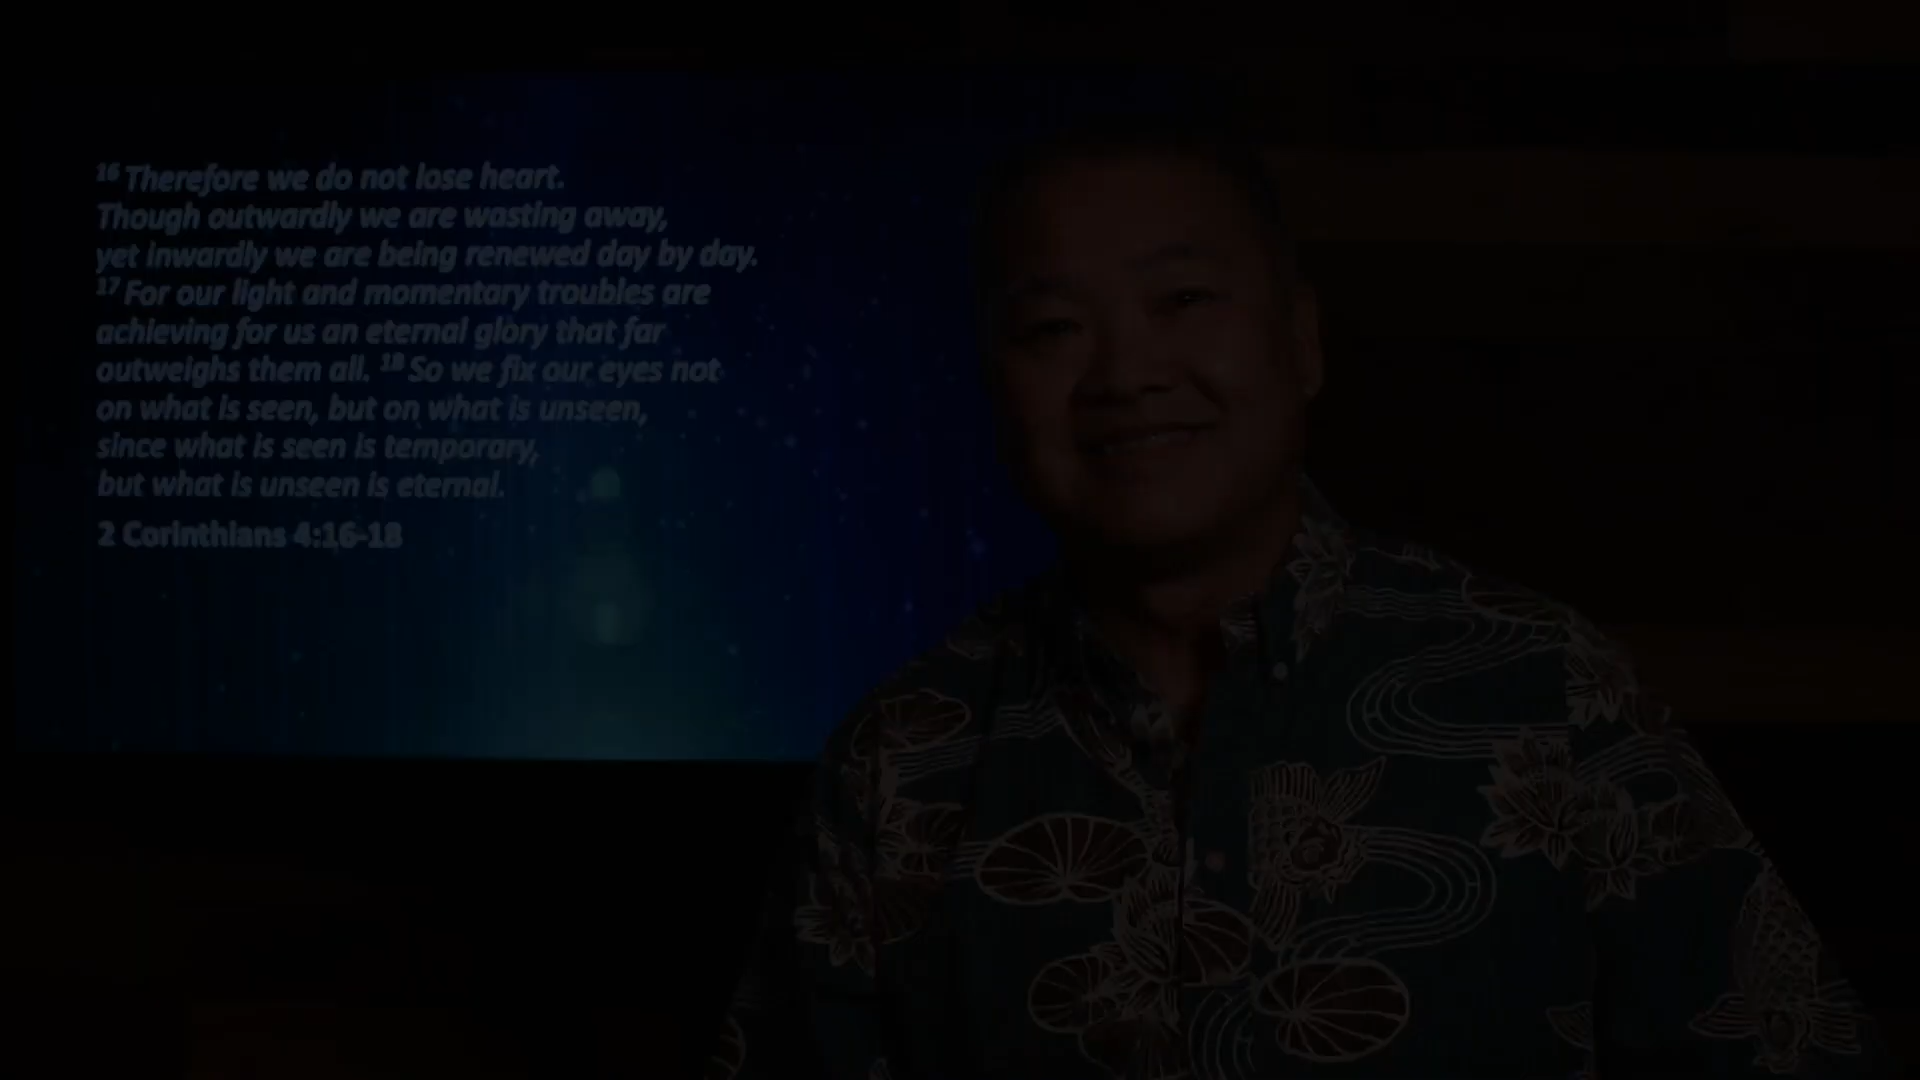 16 Therefore we do not lose heart.
Though outwardly we are wasting away,
yet inwardly we are being renewed day by day.
17 For our light and momentary troubles are
achieving for us an eternal glory that far
outweighs them all. 18 So we fix our eyes not
on what is seen, but on what is unseen,
since what is seen is temporary,
but what is unseen is eternal.
2 Corinthians 4:16-18